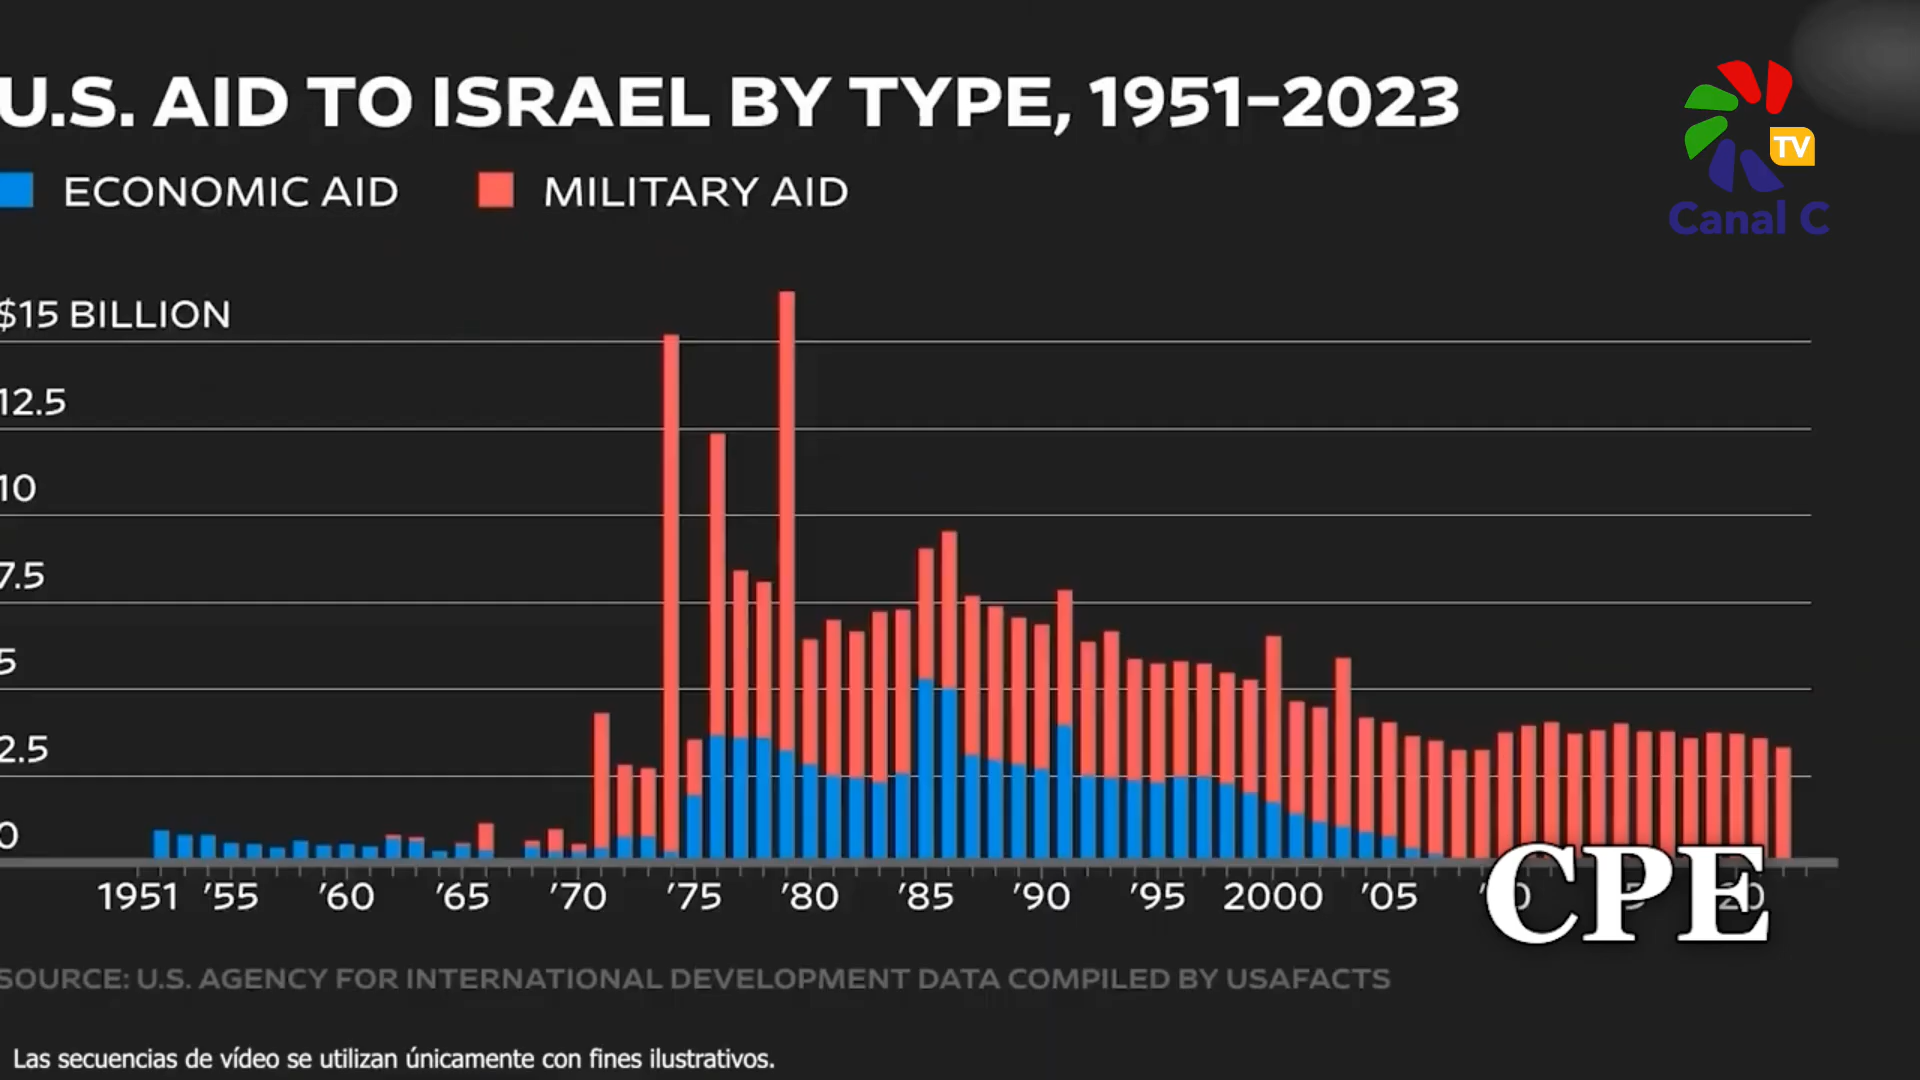 U.S. AID TO ISRAEL BY TYPE, 1951–2023
TV
Canal C
ECONOMIC AID MILITARY AID
$15 BILLION
12.5
10
7.5
5
2.5
0
1951 '55 '60 '65 '70 '75 '80 '85 '90 '95 2000 '05
CPE
SOURCE: U.S. AGENCY FOR INTERNATIONAL DEVELOPMENT DATA COMPILED BY USAFACTS
Las secuencias de vídeo se utilizan únicamente con fines ilustrativos.